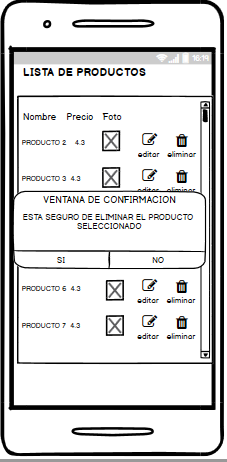 16:19
LISTA DE PRODUCTOS
Nombre Precio Foto
PRODUCTO 2 4.3
editar eliminar
PRODUCTO 3 4.3
editar eliminar
VENTANA DE CONFIRMACION
ESTA SEGURO DE ELIMINAR EL PRODUCTO
SELECCIONADO
SI NO
PRODUCTO 6 4.3
editar eliminar
PRODUCTO 7 4.3
editar eliminar